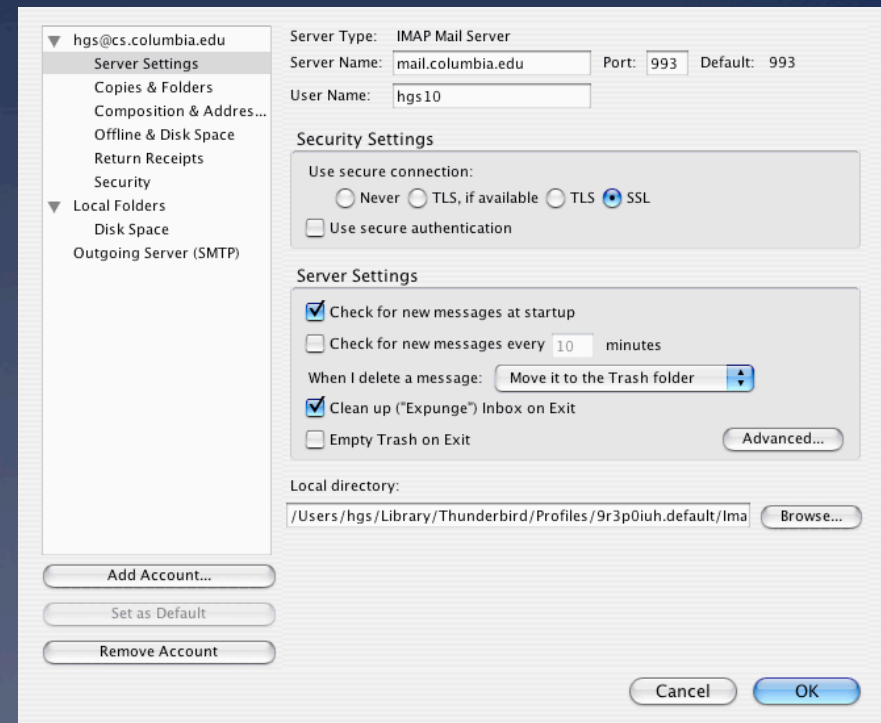 hgs@cs.columbia.edu
Server Settings
Copies & Folders
Composition & Addres...
Offline & Disk Space
Return Receipts
Security
Local Folders
Disk Space
Outgoing Server (SMTP)
Add Account...
Set as Default
Remove Account
Server Type: IMAP Mail Server
Server Name: mail.columbia.edu Port: 993 Default: 993
User Name: hgs10
Security Settings
Use secure connection:
Never TLS, if available TLS SSL
Use secure authentication
Server Settings
Check for new messages at startup
Check for new messages every 10 minutes
When I delete a message: Move it to the Trash folder
Clean up ("Expunge") Inbox on Exit
Empty Trash on Exit Advanced...
Local directory:
/Users/hgs/Library/Thunderbird/Profiles/9r3p0iuh.default/Ima Browse...
Cancel OK